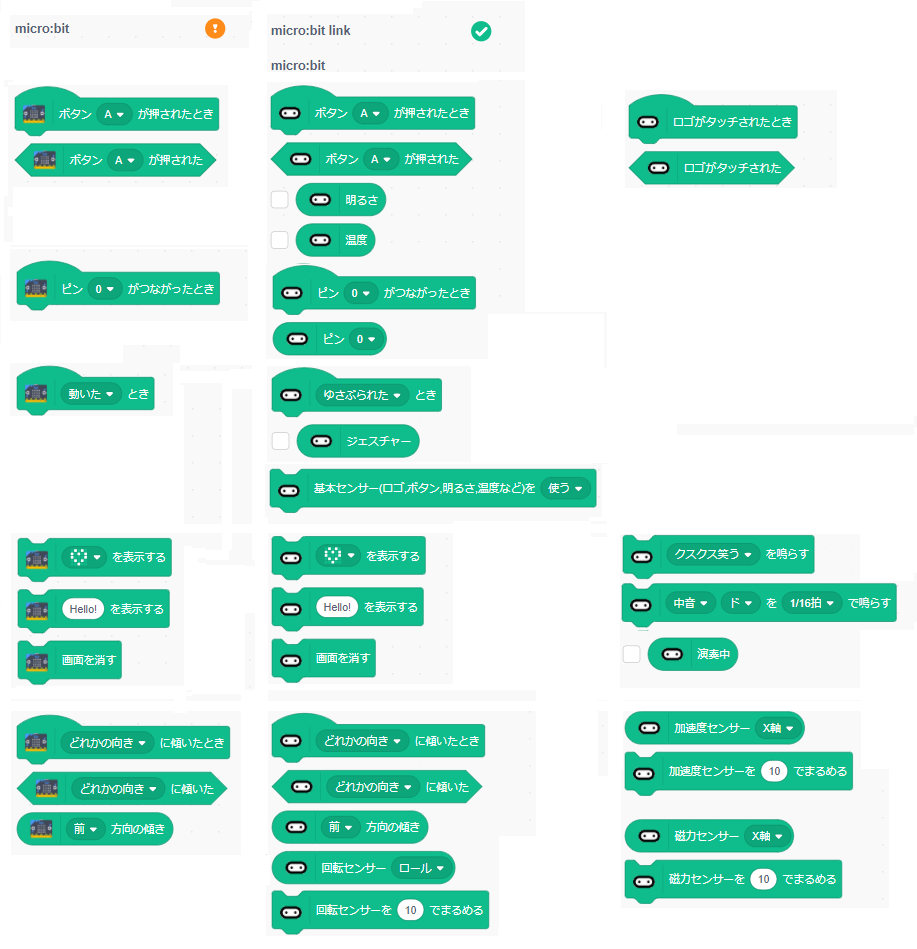 micro:bit
ボタン A が押されたとき
ボタン A が押された
ピン 0 がつながったとき
動いた とき
を表示する
Hello! を表示する
画面を消す
どれかの向き に傾いたとき
どれかの向き に傾いた
前 方向の傾き
micro:bit link
micro:bit
ボタン A が押されたとき
ボタン A が押された
明るさ
温度
ピン 0 がつながったとき
ピン 0
ゆさぶられた とき
ジェスチャー
基本センサー(ロゴ,ボタン,明るさ,温度など)を 使う
を表示する
Hello! を表示する
画面を消す
どれかの向き に傾いたとき
どれかの向き に傾いた
前 方向の傾き
回転センサー ロール
回転センサーを 10 でまるめる
ロゴがタッチされたとき
ロゴがタッチされた
クスクス笑う を鳴らす
中音 ド を 1/16拍 で鳴らす
演奏中
加速度センサー X軸
加速度センサーを 10 でまるめる
磁力センサー X軸
磁力センサーを 10 でまるめる